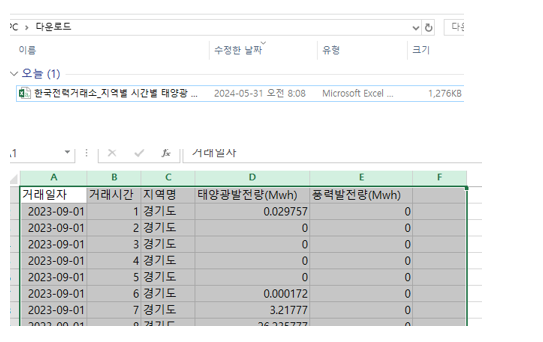 PC > 다운로드
다운
이름 수정한 날짜 유형 크기
오늘 (1)
한국전력거래소_지역별 시간별 태양광 ... 2024-05-31 오전 8:08 Microsoft Excel ... 1,276KB
A1 fx 거래일자
A B C D E F
거래일자 거래시간 지역명 태양광발전량(Mwh) 풍력발전량(Mwh)
2023-09-01 1 경기도 0.029757 0
2023-09-01 2 경기도 0 0
2023-09-01 3 경기도 0 0
2023-09-01 4 경기도 0 0
2023-09-01 5 경기도 0 0
2023-09-01 6 경기도 0.000172 0
2023-09-01 7 경기도 3.21777 0
2023-09-01 8 경기도 26.235777 0